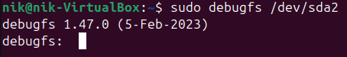 nik@nik-VirtualBox:~$ sudo debugfs /dev/sda2
debugfs 1.47.0 (5-Feb-2023)
debugfs: